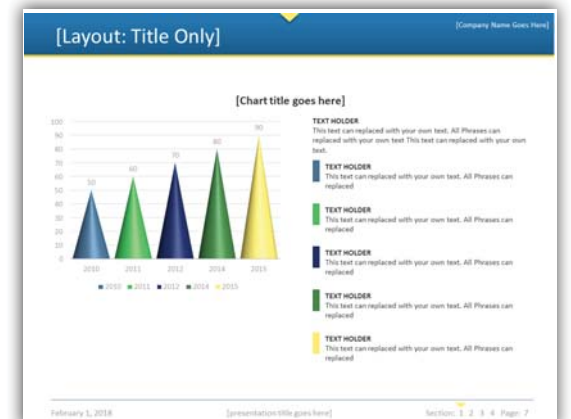 [Company Name Goes Here]
[Layout: Title Only]
[Chart title goes here]
100
90
80
70
60
50
40
30
20
10
0
50
60
70
80
90
2010
2011
2012
2014
2015
2010
2011
2012
2014
2015
TEXT HOLDER
This text can replaced with your own text. All Phrases can
replaced with your own text This text can replaced with your own
text.
TEXT HOLDER
This text can replaced with your own text. All Phrases can
replaced
TEXT HOLDER
This text can replaced with your own text. All Phrases can
replaced
TEXT HOLDER
This text can replaced with your own text. All Phrases can
replaced
TEXT HOLDER
This text can replaced with your own text. All Phrases can
replaced
TEXT HOLDER
This text can replaced with your own text. All Phrases can
replaced
February 1, 2018
[presentation title goes here]
Section: 1 2 3 4 Page: 7